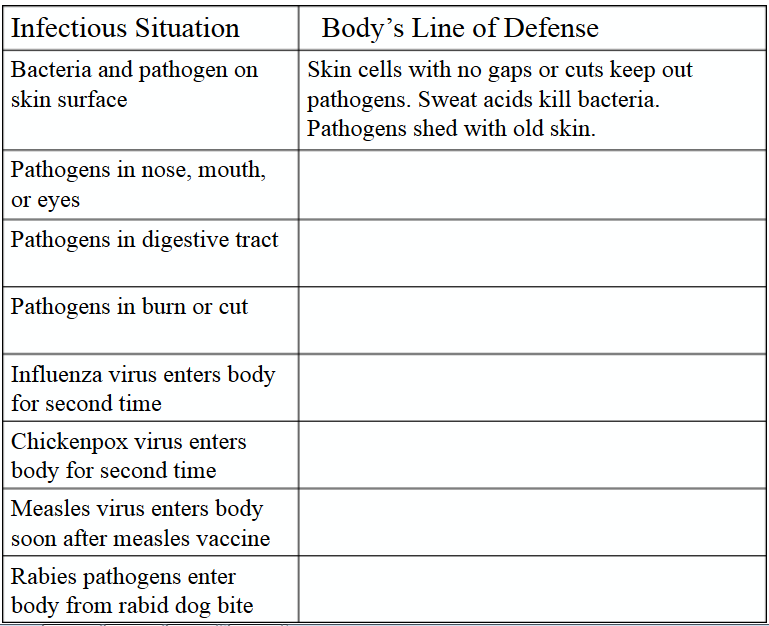 Infectious Situation
Body's Line of Defense
Bacteria and pathogen on
skin surface
Skin cells with no gaps or cuts keep out
pathogens. Sweat acids kill bacteria.
Pathogens shed with old skin.
Pathogens in nose, mouth,
or eyes
Pathogens in digestive tract
Pathogens in burn or cut
Influenza virus enters body
for second time
Chickenpox virus enters
body for second time
Measles virus enters body
soon after measles vaccine
Rabies pathogens enter
body from rabid dog bite